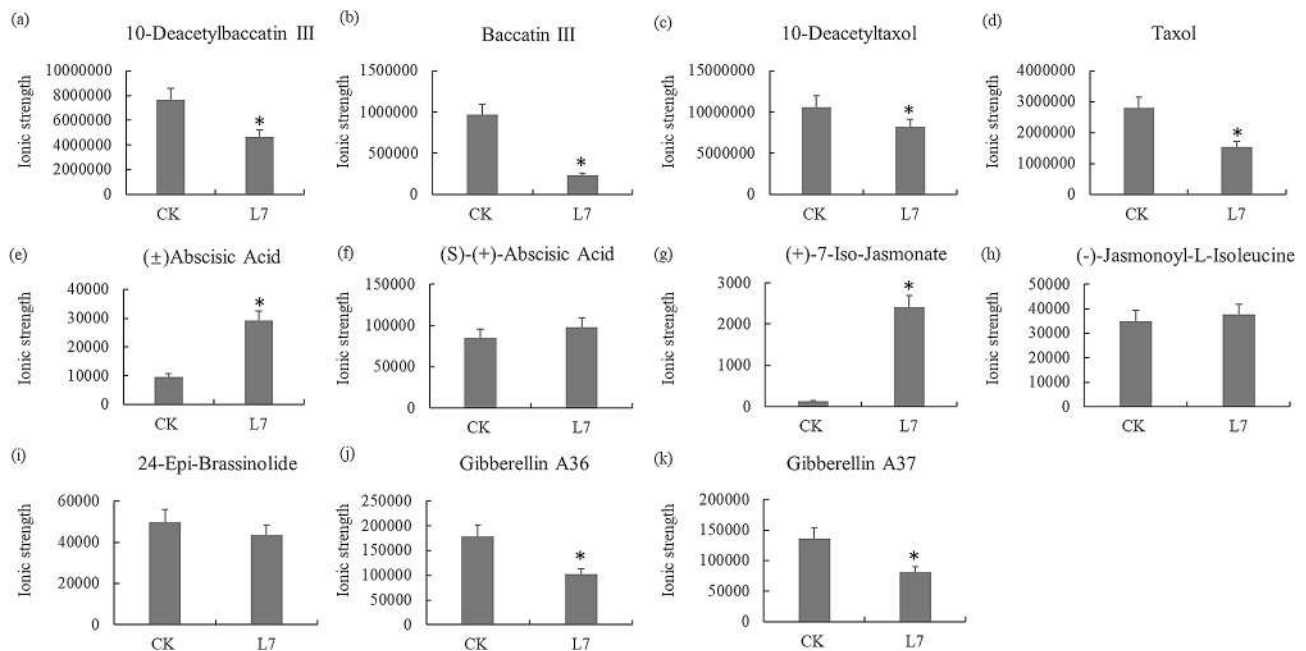 (a)
10-Deacetylbaccatin III
Ionic strength
10000000
8000000
6000000
4000000
2000000
0
*
CK
L7
(b)
Baccatin III
Ionic strength
1500000
1000000
500000
0
*
CK
L7
(c)
10-Deacetyltaxol
Ionic strength
15000000
10000000
5000000
0
*
CK
L7
(d)
Taxol
Ionic strength
4000000
3000000
2000000
1000000
0
*
CK
L7
(e)
(±)Abscisic Acid
Ionic strength
40000
30000
20000
10000
0
*
CK
L7
(f)
(S)-(+)-Abscisic Acid
Ionic strength
150000
100000
50000
0
CK
L7
(g)
(+)-7-Iso-Jasmonate
Ionic strength
3000
2000
1000
0
*
CK
L7
(h)
(-)-Jasmonoyl-L-Isoleucine
Ionic strength
50000
40000
30000
20000
10000
0
CK
L7
(i)
24-Epi-Brassinolide
Ionic strength
60000
40000
20000
0
CK
L7
(j)
Gibberellin A36
Ionic strength
250000
200000
150000
100000
50000
0
*
CK
L7
(k)
Gibberellin A37
Ionic strength
200000
150000
100000
50000
0
*
CK
L7